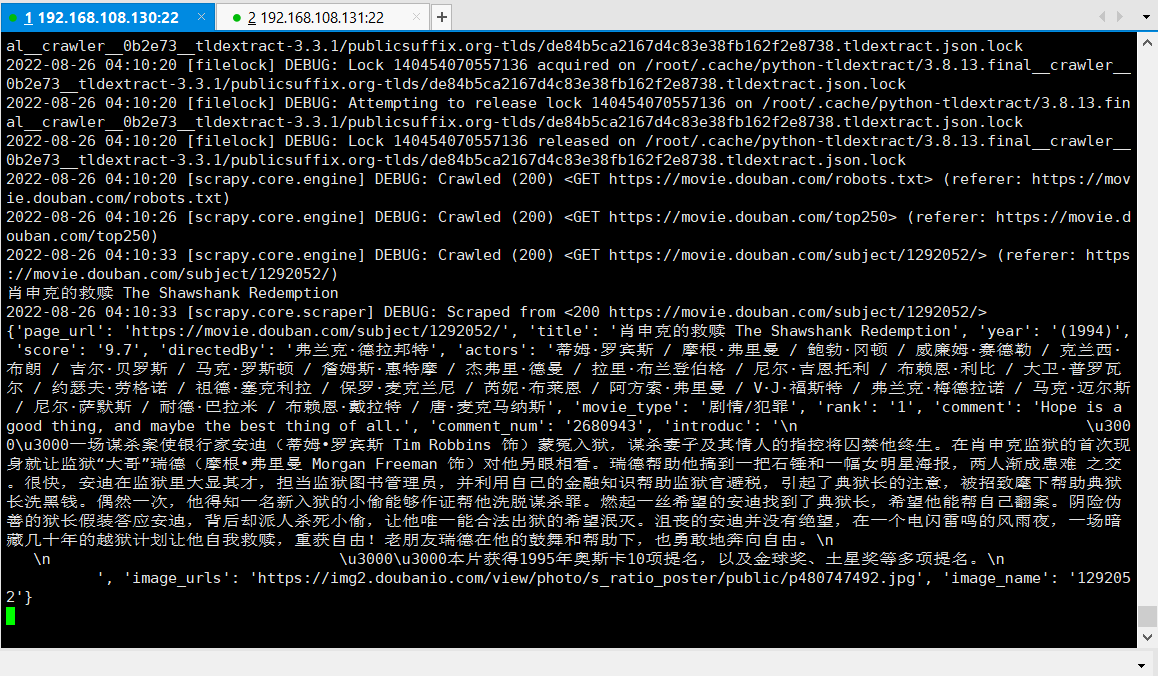 1 192.168.108.130:22 × 2 192.168.108.131:22 × +
al__crawler__0b2e73__tldextract-3.3.1/publicsuffix.org-tlds/de84b5ca2167d4c83e38fb162f2e8738.tldextract.json.lock
2022-08-26 04:10:20 [filelock] DEBUG: Lock 140454070557136 acquired on /root/.cache/python-tldextract/3.8.13.final__crawler__
0b2e73__tldextract-3.3.1/publicsuffix.org-tlds/de84b5ca2167d4c83e38fb162f2e8738.tldextract.json.lock
2022-08-26 04:10:20 [filelock] DEBUG: Attempting to release lock 140454070557136 on /root/.cache/python-tldextract/3.8.13.fin
al__crawler__0b2e73__tldextract-3.3.1/publicsuffix.org-tlds/de84b5ca2167d4c83e38fb162f2e8738.tldextract.json.lock
2022-08-26 04:10:20 [filelock] DEBUG: Lock 140454070557136 released on /root/.cache/python-tldextract/3.8.13.final__crawler__
0b2e73__tldextract-3.3.1/publicsuffix.org-tlds/de84b5ca2167d4c83e38fb162f2e8738.tldextract.json.lock
2022-08-26 04:10:20 [scrapy.core.engine] DEBUG: Crawled (200) <GET https://movie.douban.com/robots.txt> (referer: https://mov
ie.douban.com/robots.txt)
2022-08-26 04:10:26 [scrapy.core.engine] DEBUG: Crawled (200) <GET https://movie.douban.com/top250> (referer: https://movie.d
ouban.com/top250)
2022-08-26 04:10:33 [scrapy.core.engine] DEBUG: Crawled (200) <GET https://movie.douban.com/subject/1292052/> (referer: https
://movie.douban.com/subject/1292052/)
肖申克的救赎 The Shawshank Redemption
2022-08-26 04:10:33 [scrapy.core.scraper] DEBUG: Scraped from <200 https://movie.douban.com/subject/1292052/>
{'page_url': 'https://movie.douban.com/subject/1292052/', 'title': '肖申克的救赎 The Shawshank Redemption', 'year': '(1994)',
'score': '9.7', 'directedBy': '弗兰克·德拉邦特', 'actors': '蒂姆·罗宾斯 / 摩根·弗里曼 / 鲍勃·冈顿 / 威廉姆·赛德勒 / 克兰西·
布朗 / 吉尔·贝罗斯 / 马克·罗斯顿 / 詹姆斯·惠特摩 / 杰弗里·德曼 / 拉里·布兰登伯格 / 尼尔·吉恩托利 / 布赖恩·利比 / 大卫·普罗瓦
尔 / 约瑟夫·劳格诺 / 祖德·塞克利拉 / 保罗·麦克兰尼 / 芮妮·布莱恩 / 阿方索·弗里曼 / V·J·福斯特 / 弗兰克·梅德拉诺 / 马克·迈尔斯
/ 尼尔·萨默斯 / 耐德·巴拉米 / 布赖恩·戴拉特 / 唐·麦克马纳斯', 'movie_type': '剧情/犯罪', 'rank': '1', 'comment': 'Hope is a
good thing, and maybe the best thing of all.', 'comment_num': '2680943', 'introduc': '\n \u300
0\u3000一场谋杀案使银行家安迪（蒂姆•罗宾斯 Tim Robbins 饰）蒙冤入狱，谋杀妻子及其情人的指控将囚禁他终生。在肖申克监狱的首次现
身就让监狱“大哥”瑞德（摩根•弗里曼 Morgan Freeman 饰）对他另眼相看。瑞德帮助他搞到一把石锤和一幅女明星海报，两人渐成患难 之交
。很快，安迪在监狱里大显其才，担当监狱图书管理员，并利用自己的金融知识帮助监狱官避税，引起了典狱长的注意，被招致麾下帮助典狱
长洗黑钱。偶然一次，他得知一名新入狱的小偷能够作证帮他洗脱谋杀罪。燃起一丝希望的安迪找到了典狱长，希望他能帮自己翻案。阴险伪
善的狱长假装答应安迪，背后却派人杀死小偷，让他唯一能合法出狱的希望泯灭。沮丧的安迪并没有绝望，在一个电闪雷鸣的风雨夜，一场暗
藏几十年的越狱计划让他自我救赎，重获自由！老朋友瑞德在他的鼓舞和帮助下，也勇敢地奔向自由。\n
\n \u3000\u3000本片获得1995年奥斯卡10项提名，以及金球奖、土星奖等多项提名。\n
', 'image_urls': 'https://img2.doubanio.com/view/photo/s_ratio_poster/public/p480747492.jpg', 'image_name': '129205
2'}